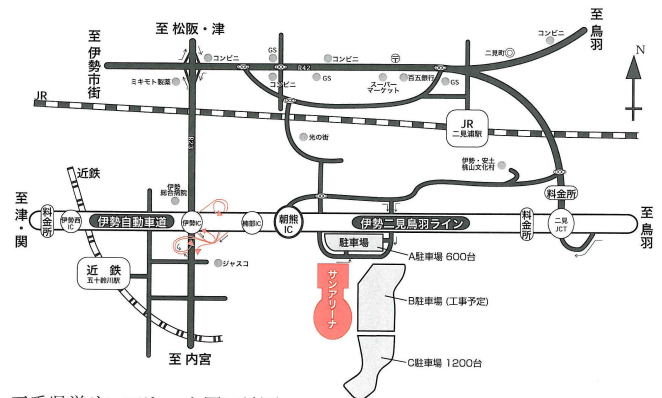 至松阪・津
至伊勢市街
コンビニ
GS
コンビニ
〒
二見町
コンビニ
至鳥羽
N
R42
コンビニ
GS
スーパーマーケット
百五銀行
ミキモト製薬
JR
JR
二見浦駅
光の街
R23
近鉄
伊勢・安土
桃山文化村
伊勢
総合病院
料金所
至津・関
料金所
伊勢西
IC
伊勢自動車道
伊勢IC
楠部IC
朝熊
IC
伊勢二見鳥羽ライン
料金所
二見
JCT
至鳥羽
駐車場
A駐車場 600台
ジャスコ
近鉄
五十鈴川駅
サンアリーナ
B駐車場 (工事予定)
至内宮
C駐車場 1200台